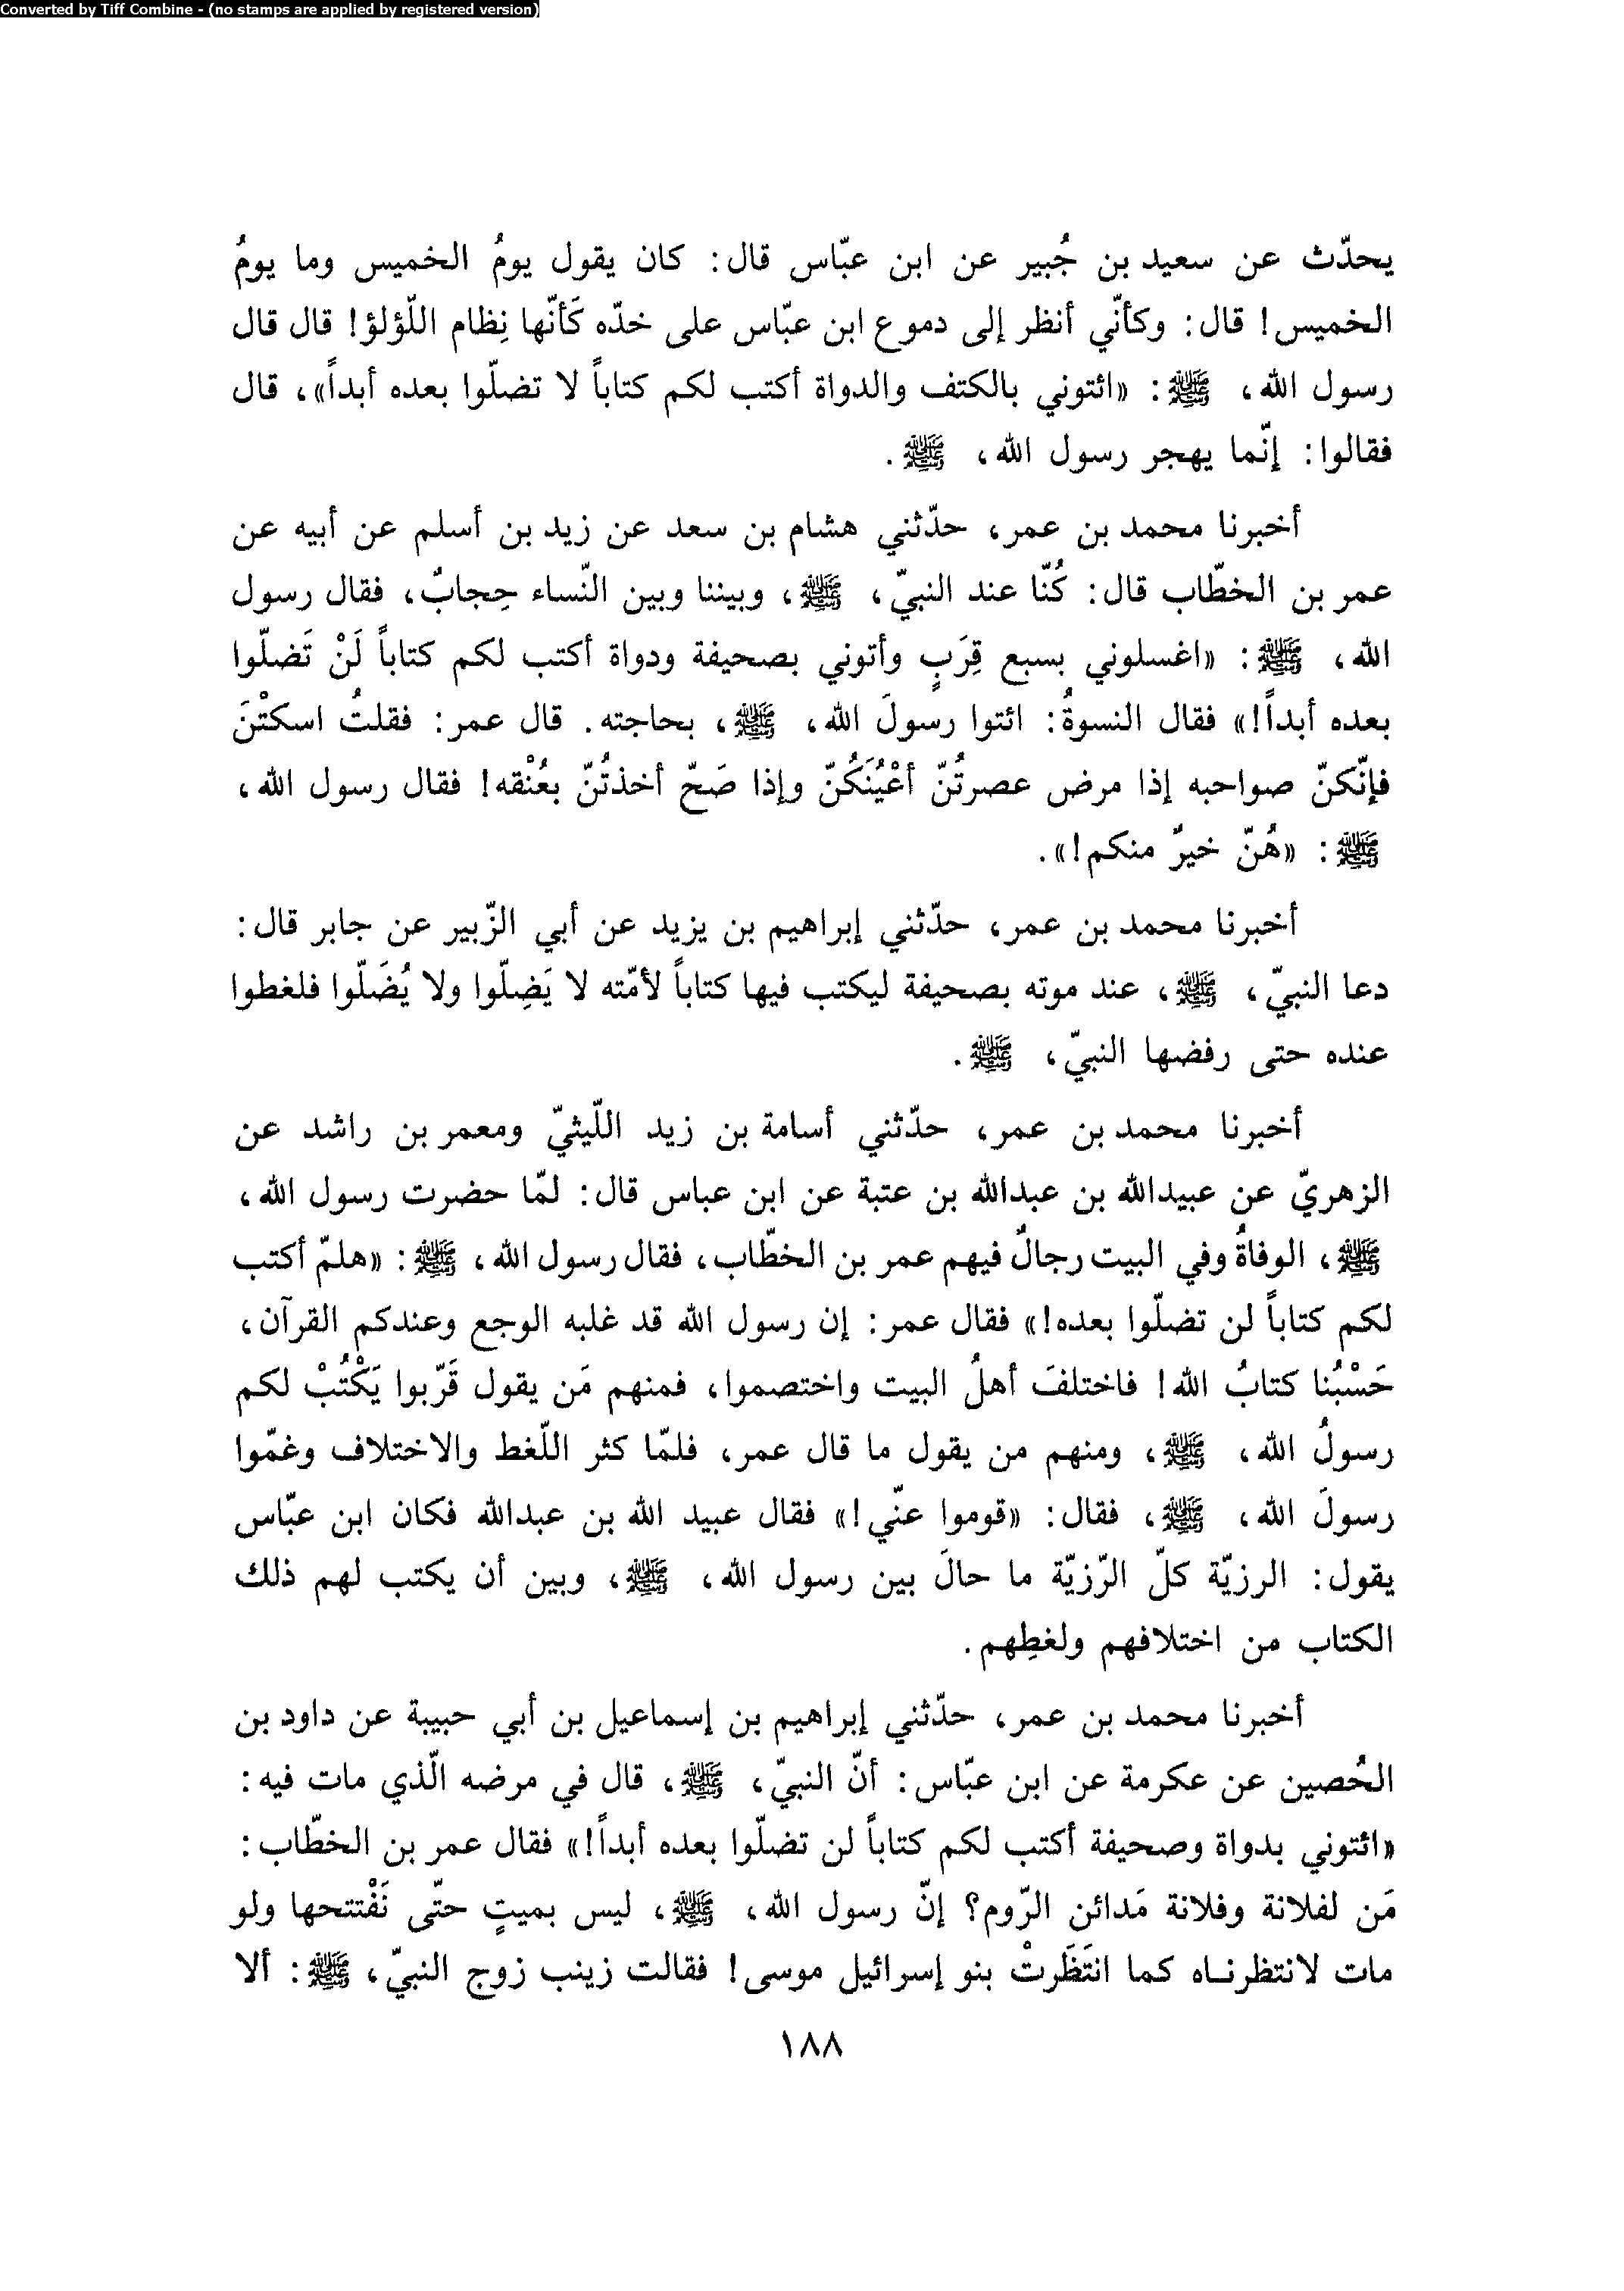 Converted by Tiff Combine - (no stamps are applied by registered version)
يحدّث عن سعيد بن جُبير عن ابن عبّاس قال: كان يقول يومُ الخميس وما يومُ
الخميس! قال: وكأنّي أنظر إلى دموع ابن عبّاس على خدّه كَأنّها نِظام اللّؤلؤ! قال قال
رسول الله، ﷺ: «ائتوني بالكتف والدواة أكتب لكم كتاباً لا تضلّوا بعده أبداً»، قال
فقالوا: إنّما يهجر رسول الله، ﷺ.
أخبرنا محمد بن عمر، حدّثني هشام بن سعد عن زيد بن أسلم عن أبيه عن
عمر بن الخطّاب قال: كُنّا عند النبيّ، ﷺ، وبيننا وبين النّساء حِجابٌ، فقال رسول
الله، ﷺ: «اغسلوني بسبع قِرَبٍ وأتوني بصحيفة ودواة أكتب لكم كتاباً لَنْ تَضلّوا
بعده أبداً!» فقال النسوةُ: ائتوا رسولَ الله، ﷺ، بحاجته. قال عمر: فقلتُ اسكتْنَ
فإنّكنّ صواحبه إذا مرض عصرتُنّ أعْيُنَكُنّ وإذا صَحّ أخذتُنّ بعُنْقه! فقال رسول الله،
ﷺ: «هُنّ خيرٌ منكم!».
أخبرنا محمد بن عمر، حدّثني إبراهيم بن يزيد عن أبي الزّبير عن جابر قال:
دعا النبيّ، ﷺ، عند موته بصحيفة ليكتب فيها كتاباً لأمّته لا يَضِلّوا ولا يُضَلّوا فلغطوا
عنده حتى رفضها النبيّ، ﷺ.
أخبرنا محمد بن عمر، حدّثني أسامة بن زيد اللّيثيّ ومعمر بن راشد عن
الزهريّ عن عبيدالله بن عبدالله بن عتبة عن ابن عباس قال: لمّا حضرت رسول الله،
ﷺ، الوفاةُ وفي البيت رجالٌ فيهم عمر بن الخطّاب، فقال رسول الله، ﷺ: «هلمّ أكتب
لكم كتاباً لن تضلّوا بعده!» فقال عمر: إن رسول الله قد غلبه الوجع وعندكم القرآن،
حَسْبُنا كتابُ الله! فاختلفَ أهلُ البيت واختصموا، فمنهم مَن يقول قَرّبوا يَكْتُبْ لكم
رسولُ الله، ﷺ، ومنهم من يقول ما قال عمر، فلمّا كثر اللّغط والاختلاف وغمّوا
رسولَ الله، ﷺ، فقال: «قوموا عنّي!» فقال عبيد الله بن عبدالله فكان ابن عبّاس
يقول: الرزيّة كلّ الرّزيّة ما حالَ بين رسول الله، ﷺ، وبين أن يكتب لهم ذلك
الكتاب من اختلافهم ولغطِهم.
أخبرنا محمد بن عمر، حدّثني إبراهيم بن إسماعيل بن أبي حبيبة عن داود بن
الحُصين عن عكرمة عن ابن عبّاس: أنّ النبيّ، ﷺ، قال في مرضه الّذي مات فيه:
«ائتوني بدواة وصحيفة أكتب لكم كتاباً لن تضلّوا بعده أبداً!» فقال عمر بن الخطّاب:
مَن لفلانة وفلانة مَدائن الرّوم؟ إنّ رسول الله، ﷺ، ليس بميتٍ حتّى نَفْتتحها ولو
مات لانتظرنـاه كما انتَظَرتْ بنو إسرائيل موسى! فقالت زينب زوج النبيّ، ﷺ: ألا
١٨٨